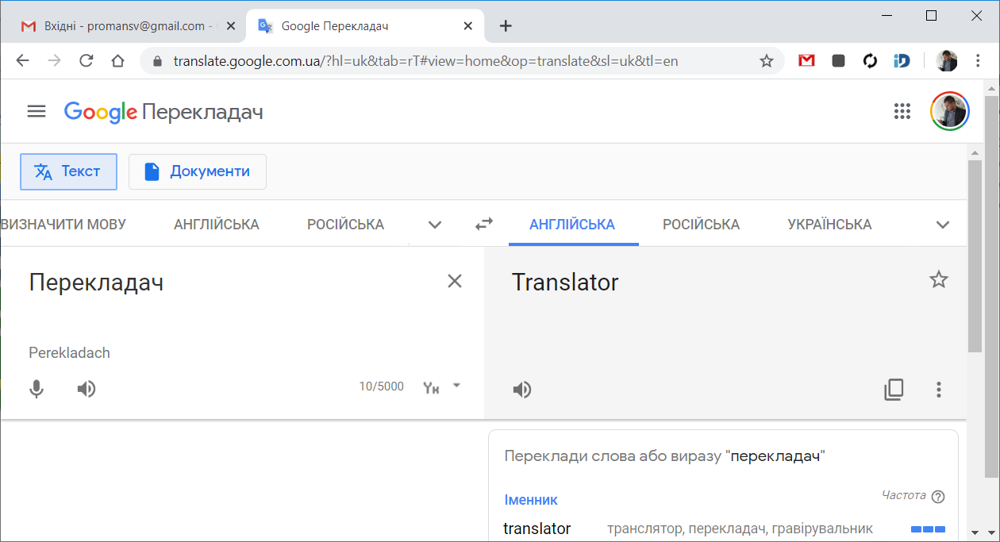 Вхідні - promansv@gmail.com -
Google Перекладач
translate.google.com.ua/?hl=uk&tab=rT#view=home&op=translate&sl=uk&tl=en
Google Перекладач
Текст
Документи
ВИЗНАЧИТИ МОВУ АНГЛІЙСЬКА РОСІЙСЬКА АНГЛІЙСЬКА РОСІЙСЬКА УКРАЇНСЬКА
Перекладач
Translator
Perekladach
10/5000
Ук
Переклади слова або виразу "перекладач"
Іменник
Частота
translator транслятор, перекладач, гравірувальник